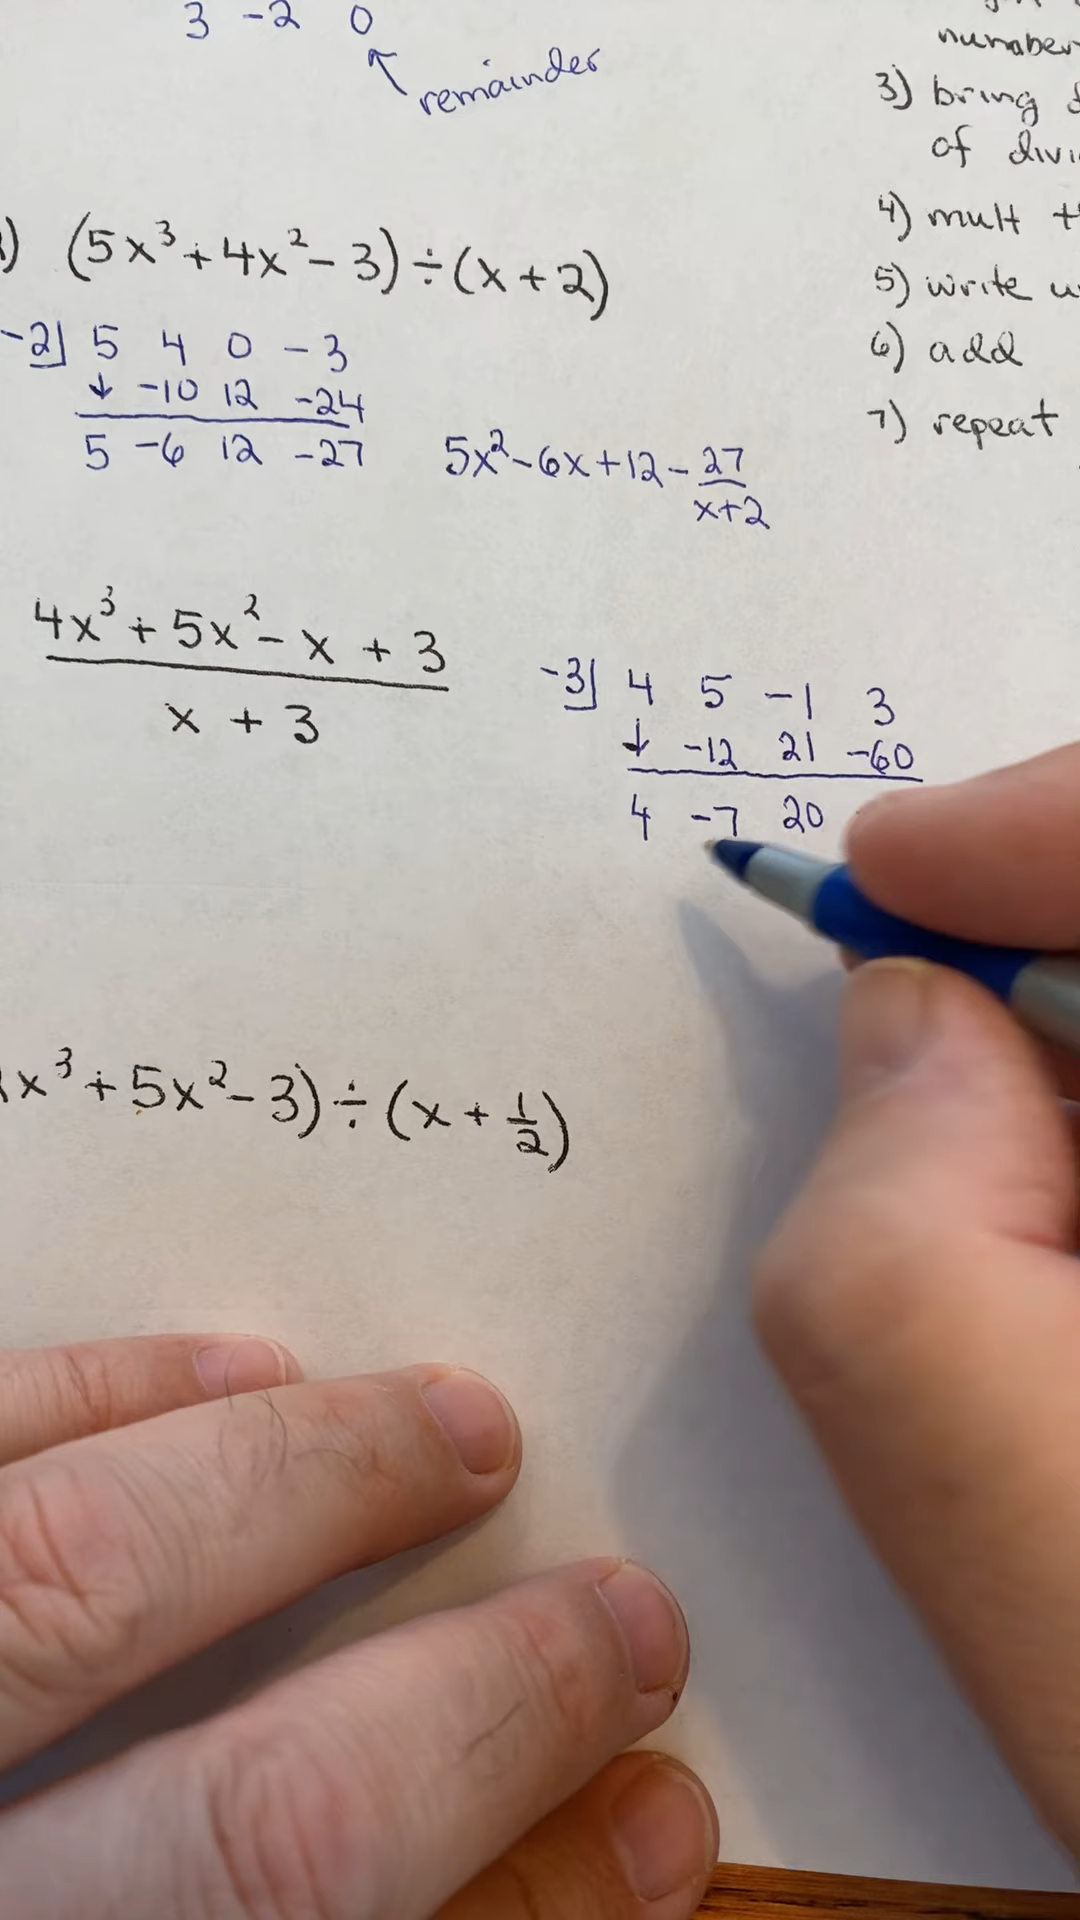 3 -2 0
remainder
number
3) bring
of
4) mult
5) write
6) add
7) repeat
) (5x³ + 4x² - 3) ÷ (x + 2)
-2| 5 4 0 -3
↓ -10 12 -24
5 -6 12 -27
5x² - 6x + 12 - 27
x+2
4x³ + 5x² - x + 3
x + 3
-3| 4 5 -1 3
↓ -12 21 -60
4 -7 20
x³ + 5x² - 3) ÷ (x + 1/2)